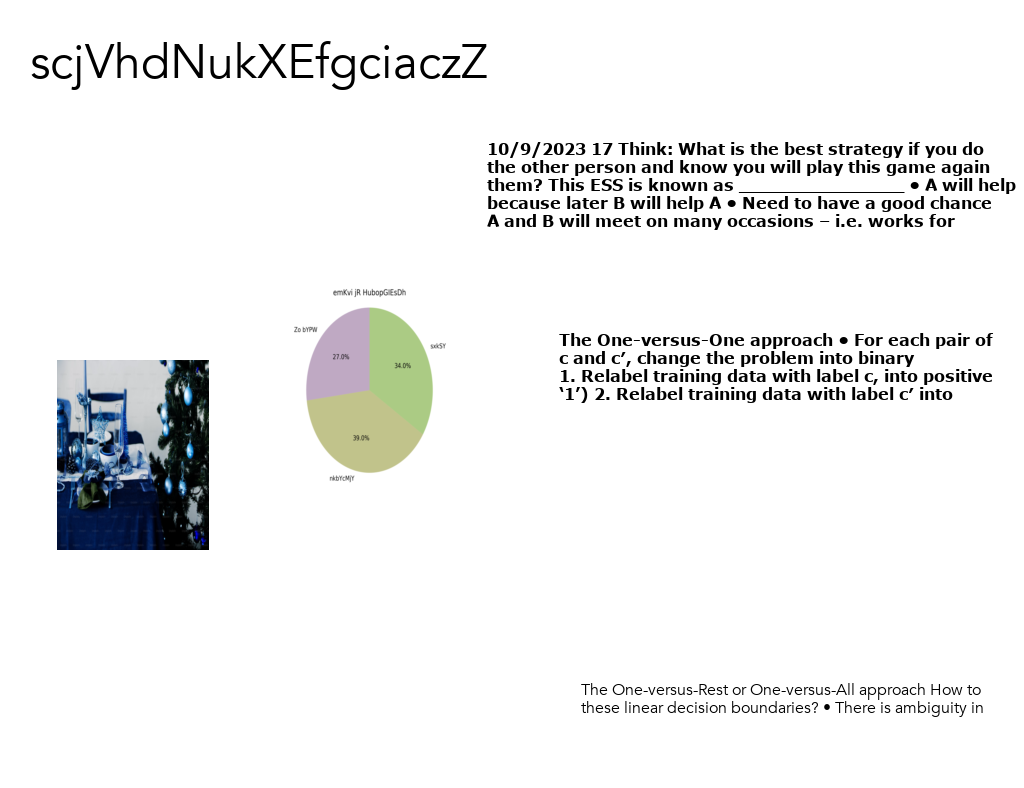 scjVhdNukXEfgciaczZ
10/9/2023 17 Think: What is the best strategy if you do
the other person and know you will play this game again
them? This ESS is known as ___________________ • A will help
because later B will help A • Need to have a good chance
A and B will meet on many occasions – i.e. works for
emKvi jR HubopGlEsDh
Zo bYPW
sxkSY
27.0%
34.0%
39.0%
nkbYcMjY
The One-versus-One approach • For each pair of
c and c’, change the problem into binary
1. Relabel training data with label c, into positive
‘1’) 2. Relabel training data with label c’ into
The One-versus-Rest or One-versus-All approach How to
these linear decision boundaries? • There is ambiguity in